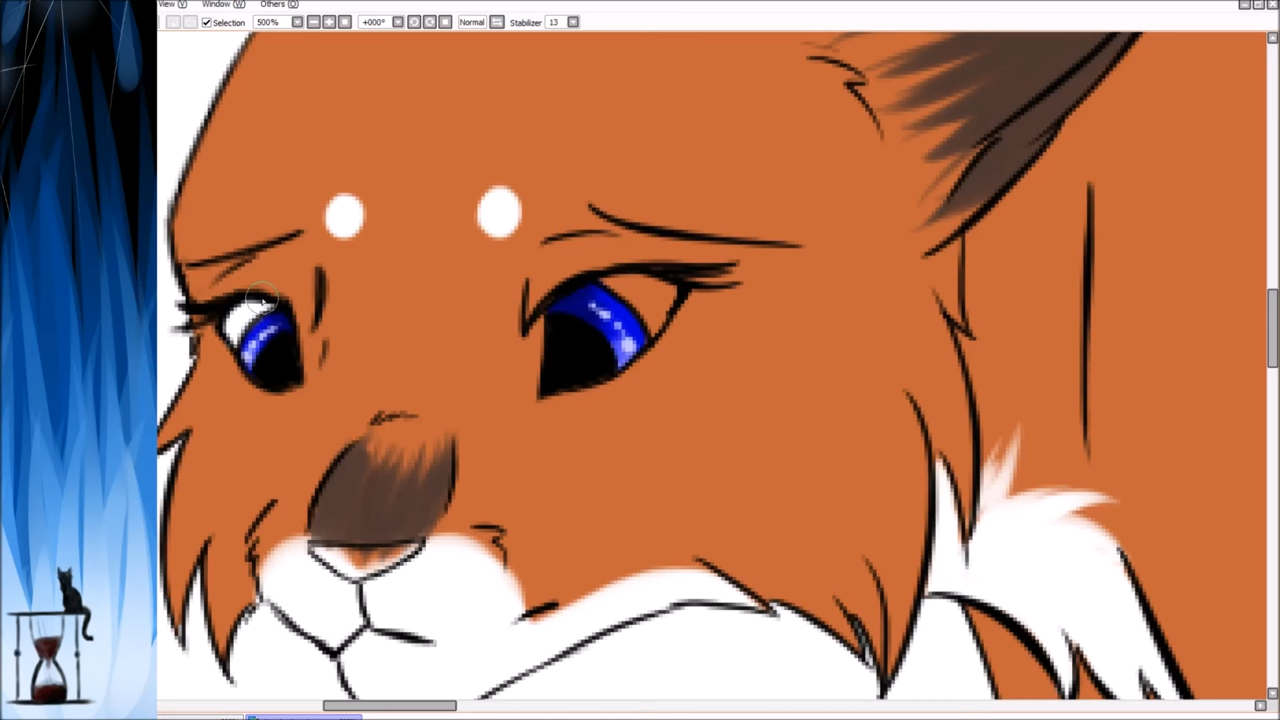 View (V) Window (W) Others (O)
Selection 500% +000° Normal Stabilizer 13